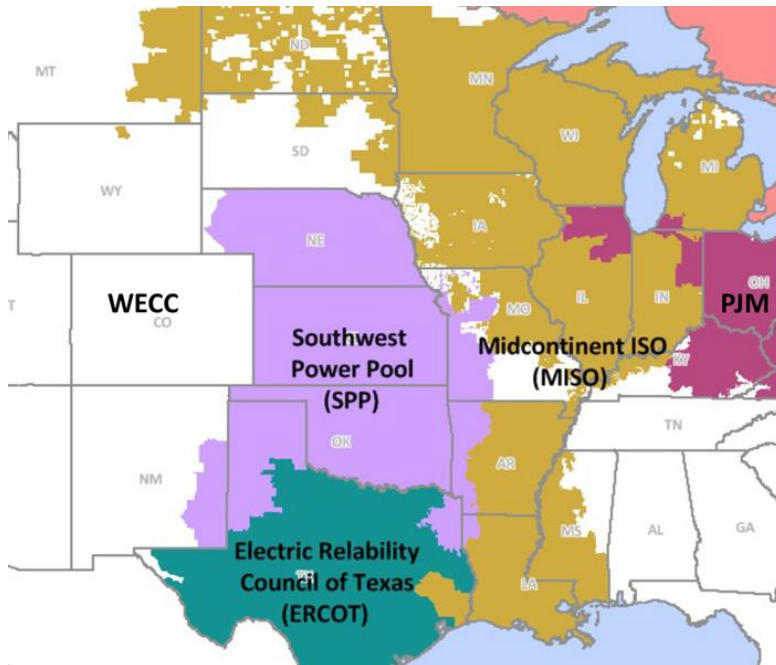 MT
ND
MN
SD
WI
MI
WY
IA
NE
WECC
CO
T
IL
IN
OH
PJM
MO
Southwest
Power Pool
(SPP)
Midcontinent ISO
(MISO)
KY
OK
TN
NM
AR
MS
AL
GA
Electric Relability
Council of Texas
(ERCOT)
LA